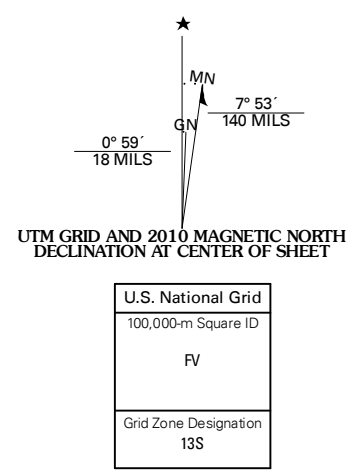 MN
7° 53´
140 MILS
GN
0° 59´
18 MILS
UTM GRID AND 2010 MAGNETIC NORTH
DECLINATION AT CENTER OF SHEET
U.S. National Grid
100,000-m Square ID
FV
Grid Zone Designation
13S